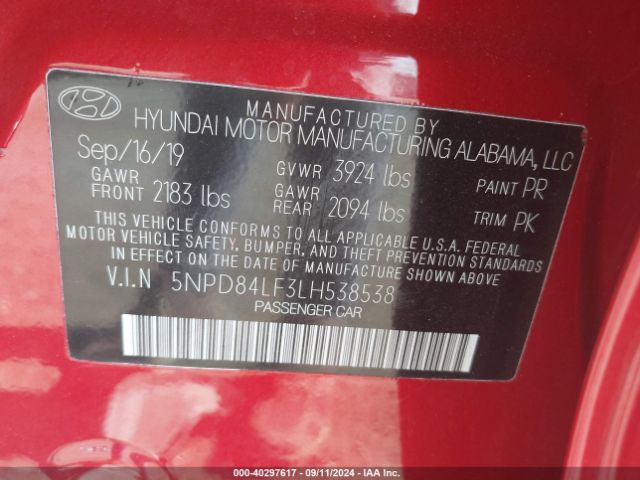 MANUFACTURED BY
HYUNDAI MOTOR MANUFACTURING ALABAMA, LLC
Sep/16/19 GVWR 3924 lbs PAINT PR
GAWR FRONT 2183 lbs GAWR REAR 2094 lbs TRIM PK
THIS VEHICLE CONFORMS TO ALL APPLICABLE U.S.A. FEDERAL
MOTOR VEHICLE SAFETY, BUMPER, AND THEFT PREVENTION STANDARDS
IN EFFECT ON THE DATE OF MANUFACTURE SHOWN ABOVE.
V.I.N 5NPD84LF3LH538538
PASSENGER CAR
000-40297617 - 09/11/2024 - IAA Inc.